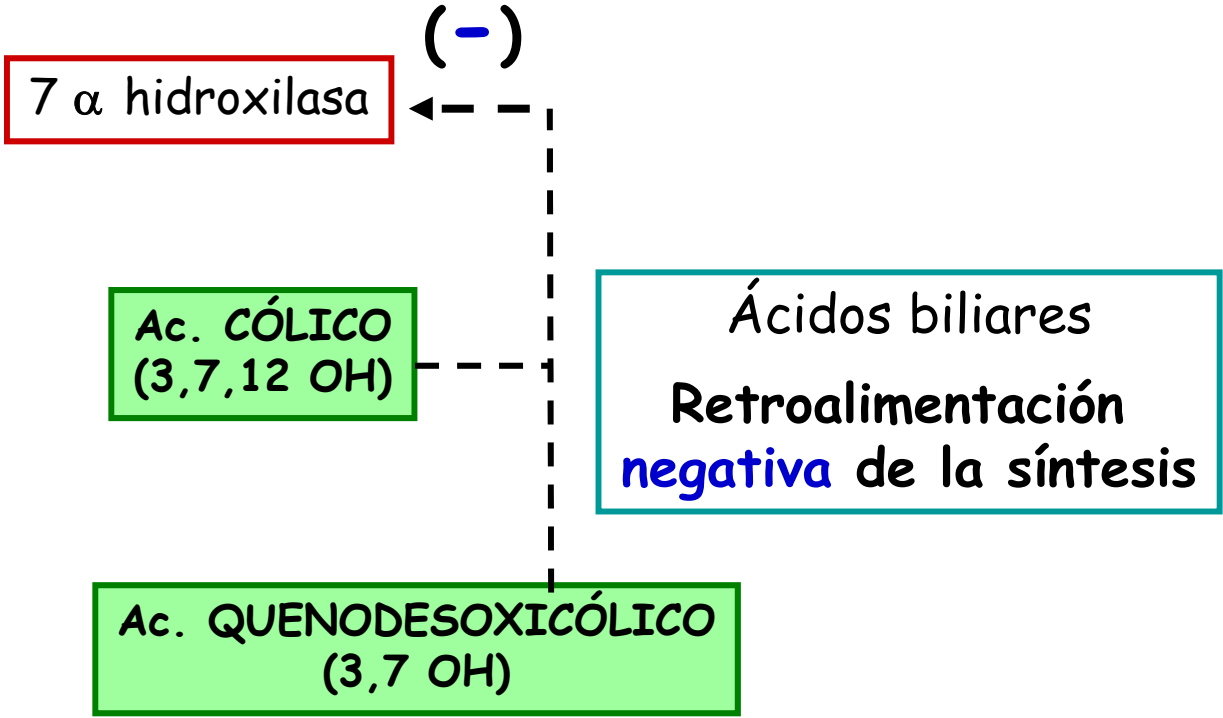 (-)
7 α hidroxilasa
Ac. CÓLICO
(3,7,12 OH)
Ácidos biliares
Retroalimentación
negativa de la síntesis
Ac. QUENODESOXICÓLICO
(3,7 OH)